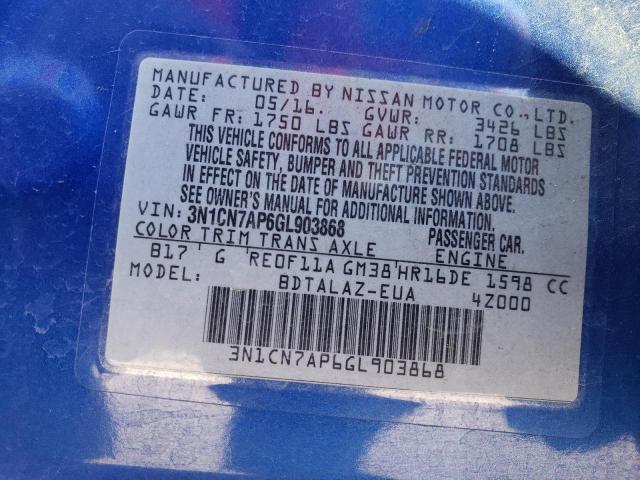 MANUFACTURED BY NISSAN MOTOR CO., LTD.
DATE: 05/16. GVWR: 3426 LBS
GAWR FR: 1750 LBS GAWR RR: 1708 LBS
THIS VEHICLE CONFORMS TO ALL APPLICABLE FEDERAL MOTOR
VEHICLE SAFETY, BUMPER AND THEFT PREVENTION STANDARDS
IN EFFECT ON THE DATE OF MANUFACTURE SHOWN ABOVE.
SEE OWNER'S MANUAL FOR ADDITIONAL INFORMATION
VIN: 3N1CN7AP6GL903868 PASSENGER CAR.
COLOR TRIM TRANS AXLE ENGINE
B17 ' G ' RE0F11A GM38'HR16DE 1598 CC
MODEL: BDTALAZ-EUA 4Z000
3N1CN7AP6GL903868